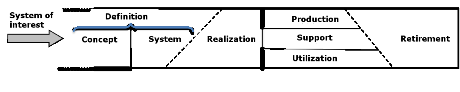 System of
interest
Definition
Concept
System
Realization
Production
Support
Utilization
Retirement